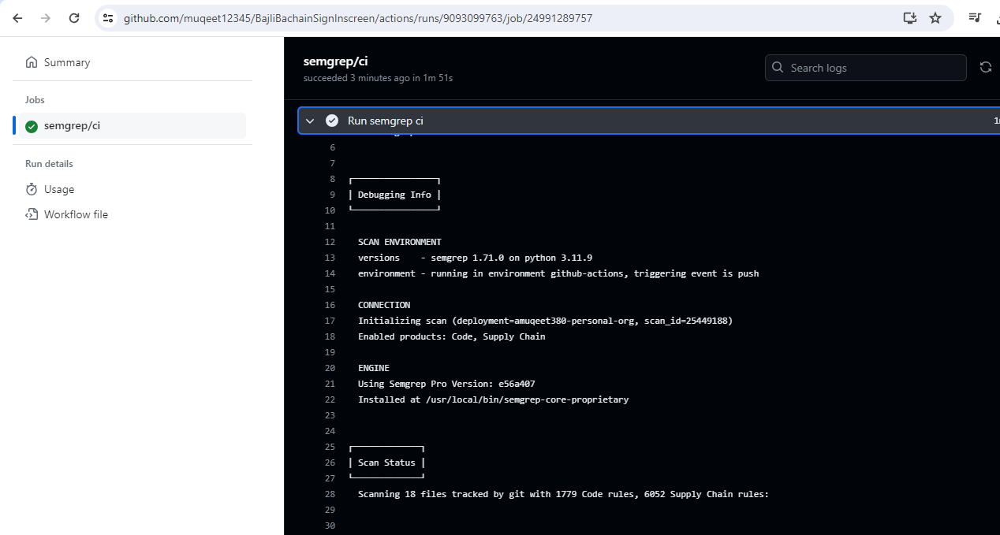 github.com/muqeet12345/BajliBachainSignInscreen/actions/runs/9093099763/job/24991289757
Summary
Jobs
semgrep/ci
Run details
Usage
Workflow file
semgrep/ci
succeeded 3 minutes ago in 1m 51s
Search logs
Run semgrep ci
6
7
8
9 Debugging Info
10
11
12 SCAN ENVIRONMENT
13 versions - semgrep 1.71.0 on python 3.11.9
14 environment - running in environment github-actions, triggering event is push
15
16 CONNECTION
17 Initializing scan (deployment=amuqeet380-personal-org, scan_id=25449188)
18 Enabled products: Code, Supply Chain
19
20 ENGINE
21 Using Semgrep Pro Version: e56a407
22 Installed at /usr/local/bin/semgrep-core-proprietary
23
24
25
26 Scan Status
27
28 Scanning 18 files tracked by git with 1779 Code rules, 6052 Supply Chain rules:
29
30